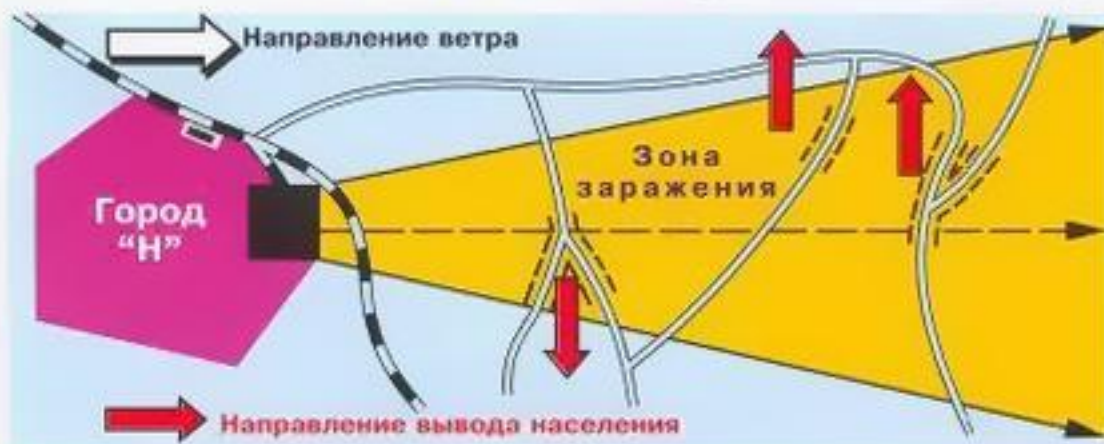 Направление ветра
Зона
заражения
Город
"Н"
Направление вывода населения